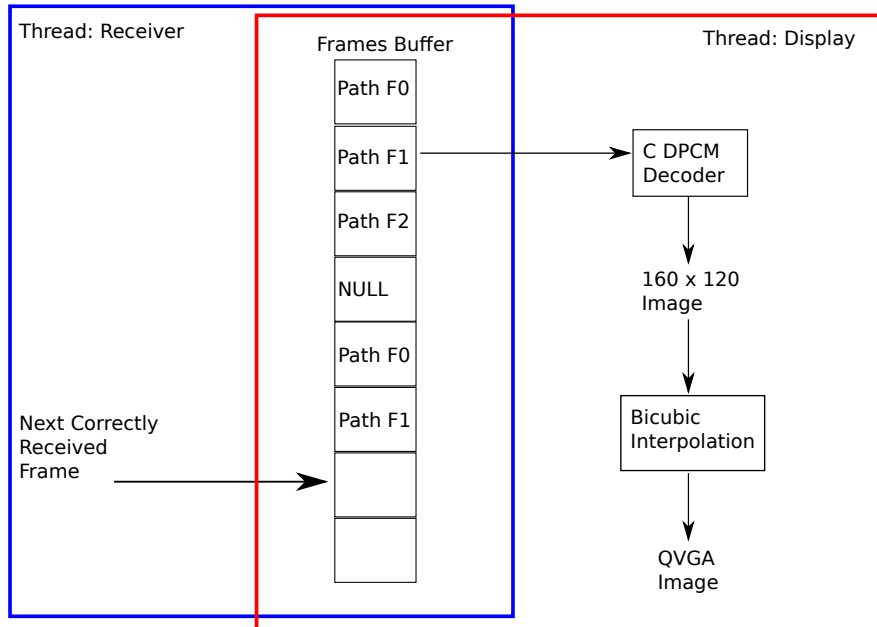 Thread: Receiver
Thread: Display
Frames Buffer
Path F0
Path F1
Path F2
NULL
Path F0
Path F1
Next Correctly
Received
Frame
C DPCM
Decoder
160 x 120
Image
Bicubic
Interpolation
QVGA
Image